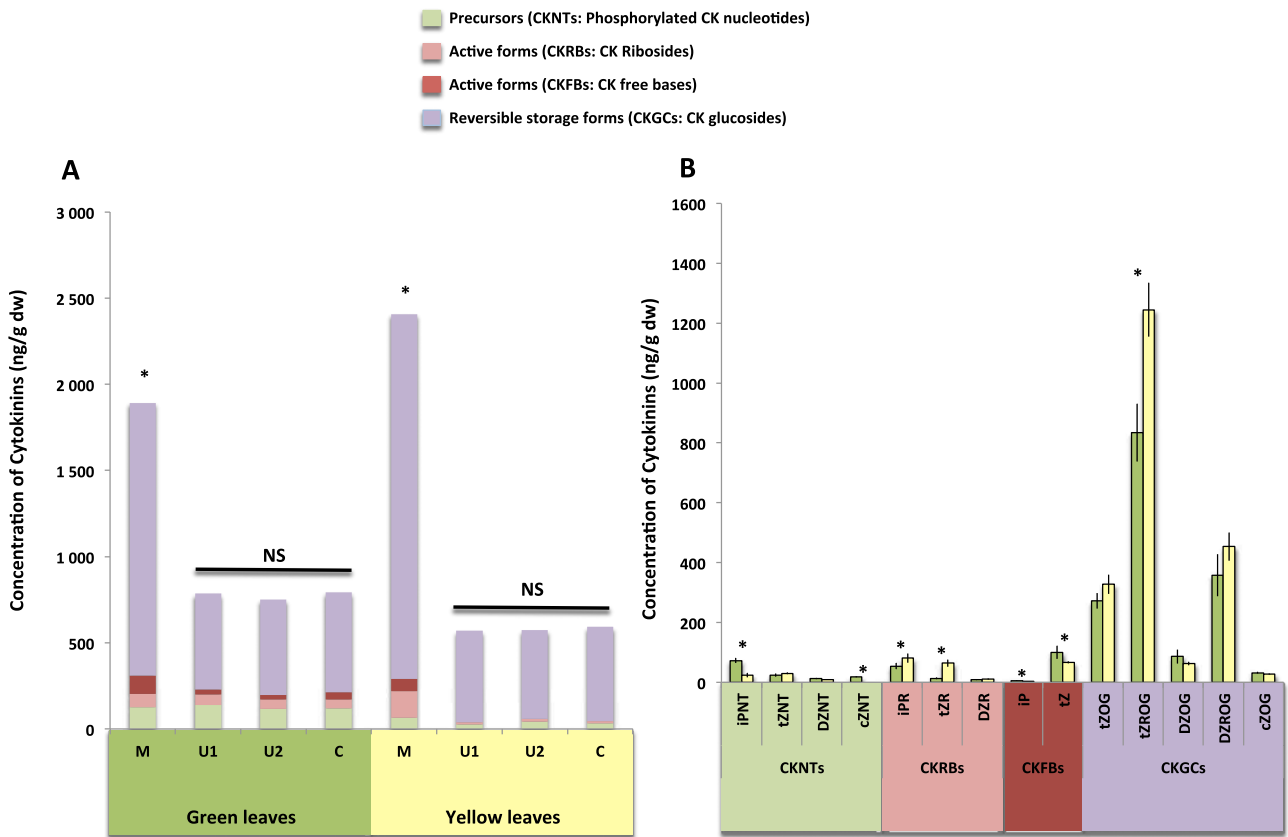 Precursors (CKNTs: Phosphorylated CK nucleotides)
Active forms (CKRBs: CK Ribosides)
Active forms (CKFBs: CK free bases)
Reversible storage forms (CKGCs: CK glucosides)
A
Concentration of Cytokinins (ng/g dw)
3 000
2 500
2 000
1 500
1 000
500
0
*
NS
*
NS
M U1 U2 C M U1 U2 C
Green leaves Yellow leaves
B
Concentration of Cytokinins (ng/g dw)
1600
1400
1200
1000
800
600
400
200
0
* * * * * * *
iPNT tZNT DZNT cZNT iPR tZR DZR iP tZ tZOG tZROG DZOG DZROG cZOG
CKNTs CKRBs CKFBs CKGCs